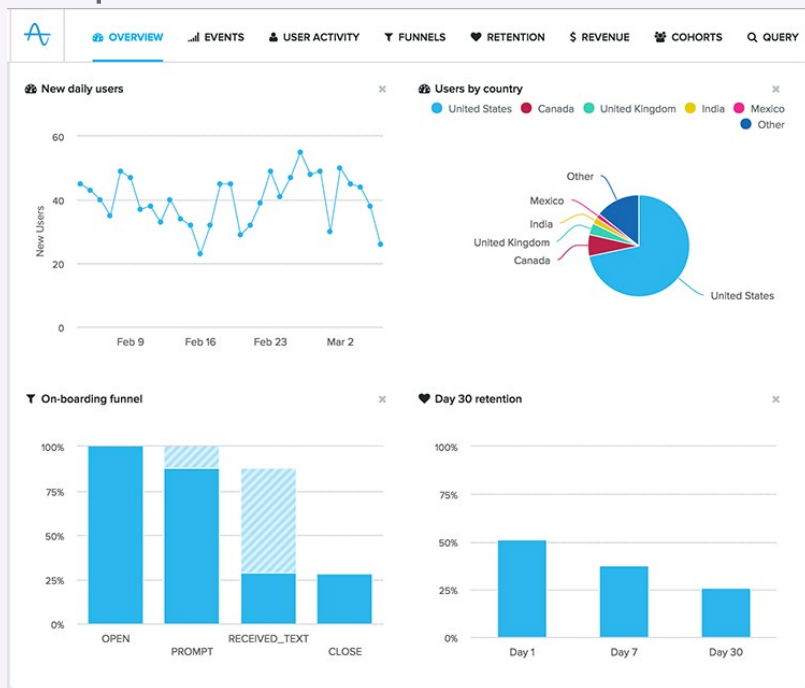 OVERVIEW EVENTS USER ACTIVITY FUNNELS RETENTION $ REVENUE COHORTS QUERY
New daily users
60
40
20
0
New Users
Feb 9 Feb 16 Feb 23 Mar 2
Users by country
United States Canada United Kingdom India Mexico
Other
Other
Mexico
India
United Kingdom
Canada
United States
On-boarding funnel
100%
75%
50%
25%
0%
OPEN
PROMPT
RECEIVED_TEXT
CLOSE
Day 30 retention
100%
75%
50%
25%
0%
Day 1 Day 7 Day 30